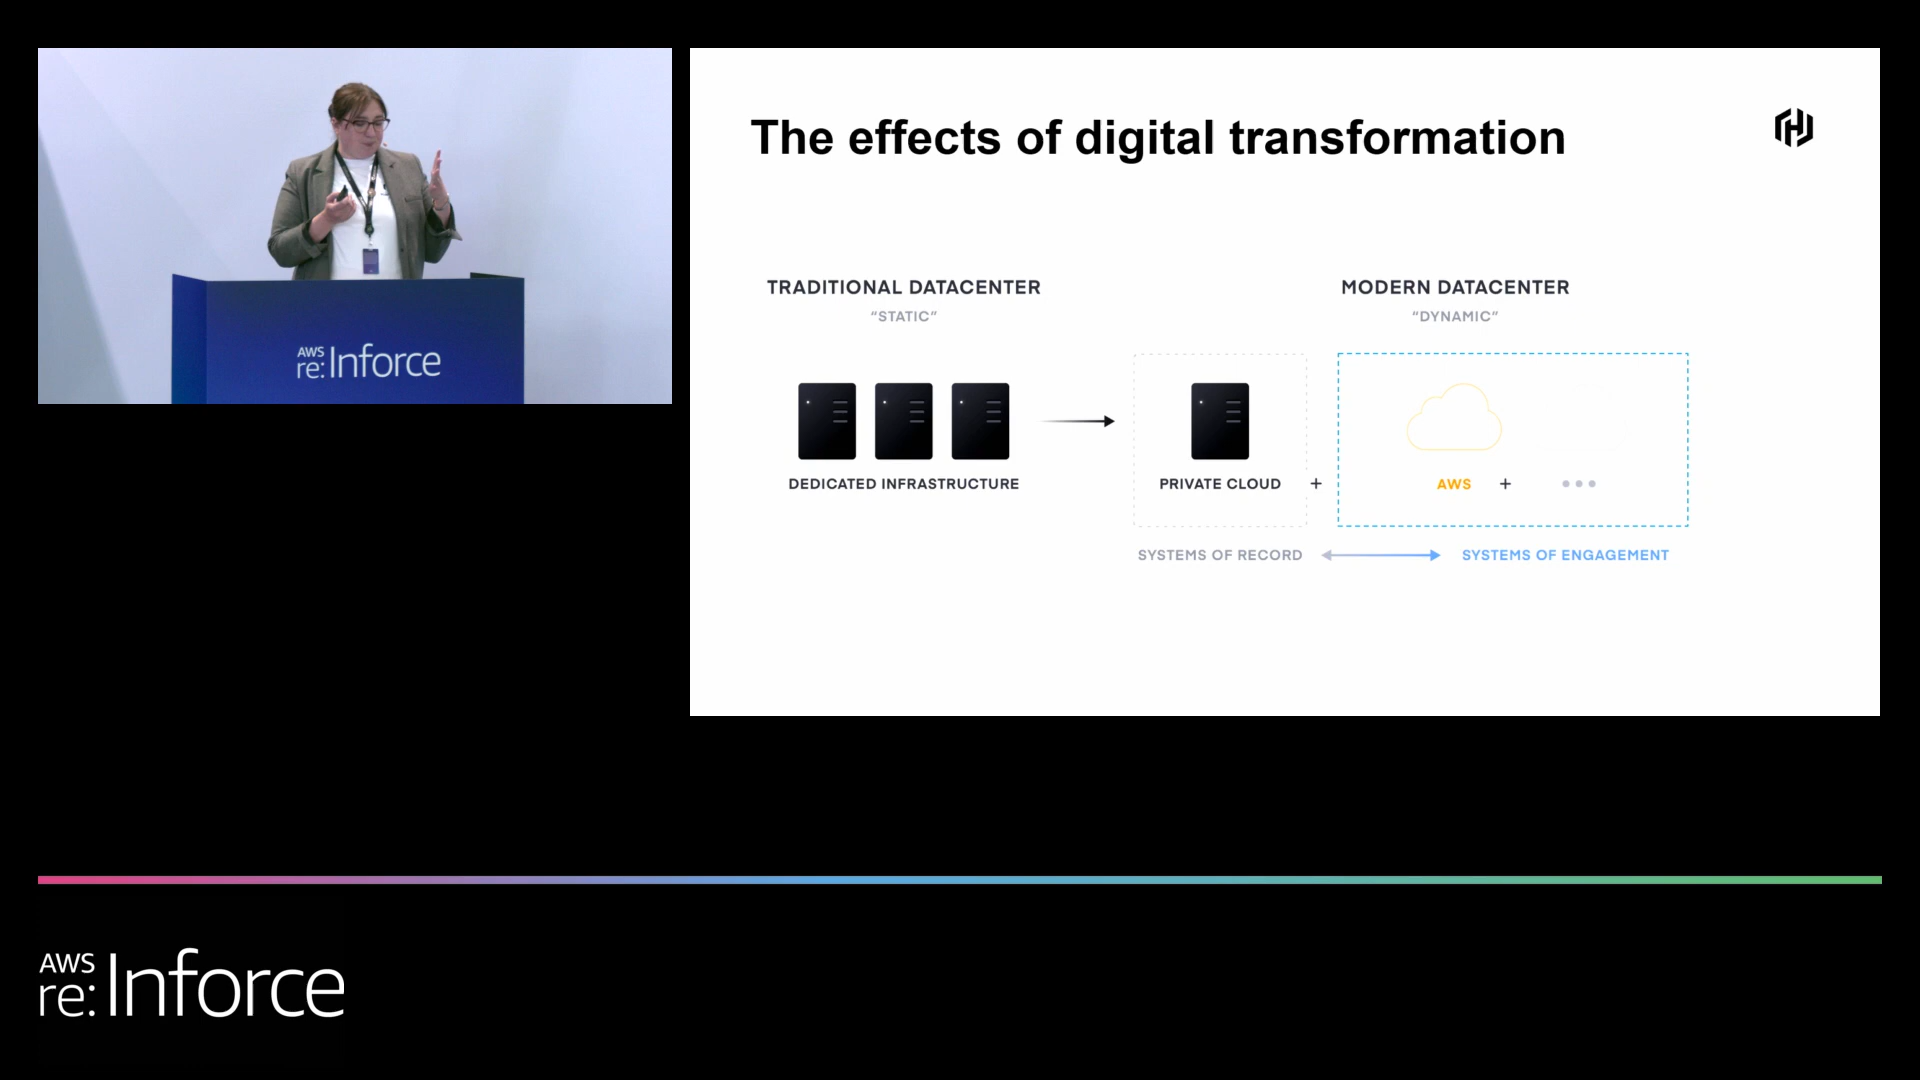 AWS
re:Inforce
The effects of digital transformation
TRADITIONAL DATACENTER
“STATIC”
MODERN DATACENTER
“DYNAMIC”
DEDICATED INFRASTRUCTURE
PRIVATE CLOUD +
AWS + •••
SYSTEMS OF RECORD
SYSTEMS OF ENGAGEMENT
AWS
re:Inforce